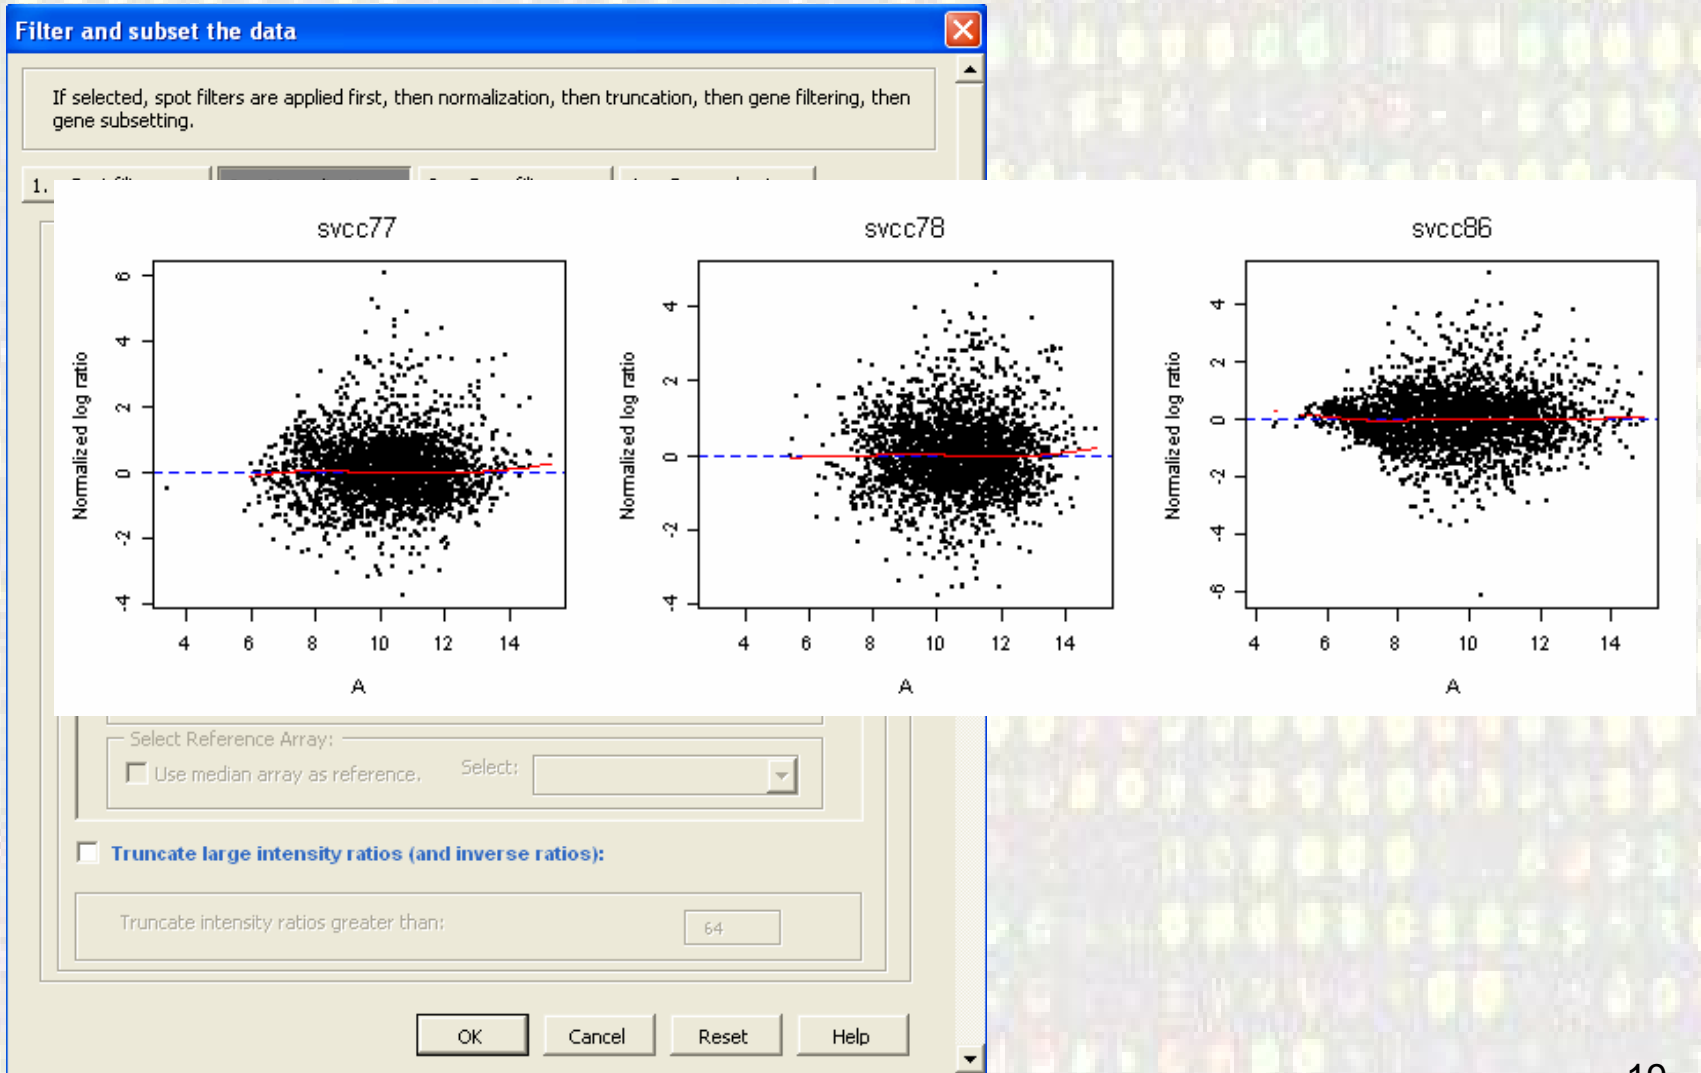 Filter and subset the data
If selected, spot filters are applied first, then normalization, then truncation, then gene filtering, then
gene subsetting.
1.
svcc77
svcc78
svcc86
Normalized log ratio
6
4
2
0
-2
-4
4 6 8 10 12 14
A
Normalized log ratio
4
2
0
-2
-4
4 6 8 10 12 14
A
Normalized log ratio
4
2
0
-2
-4
-6
4 6 8 10 12 14
A
Select Reference Array:
Use median array as reference. Select:
Truncate large intensity ratios (and inverse ratios):
Truncate intensity ratios greater than: 64
OK Cancel Reset Help